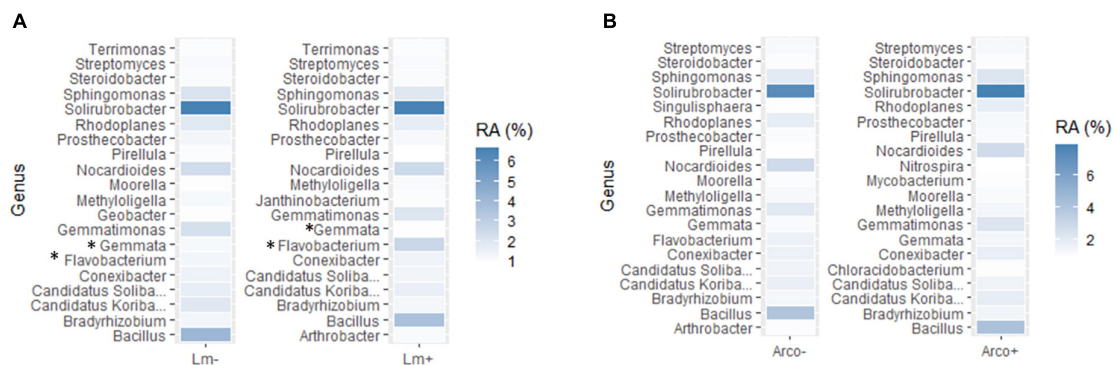 A
Genus
Terrimonas
Streptomyces
Steroidobacter
Sphingomonas
Solirubrobacter
Rhodoplanes
Prosthecobacter
Pirellula
Nocardioides
Moorella
Methyloligella
Geobacter
Gemmatimonas
* Gemmata
* Flavobacterium
Conexibacter
Candidatus Soliba...
Candidatus Koriba...
Bradyrhizobium
Bacillus
Lm-
Terrimonas
Streptomyces
Steroidobacter
Sphingomonas
Solirubrobacter
Rhodoplanes
Prosthecobacter
Pirellula
Nocardioides
Methyloligella
Janthinobacterium
Gemmatimonas
*Gemmata
*Flavobacterium
Conexibacter
Candidatus Soliba...
Candidatus Koriba...
Bradyrhizobium
Bacillus
Arthrobacter
Lm+
RA (%)
6
5
4
3
2
1
B
Genus
Streptomyces
Steroidobacter
Sphingomonas
Solirubrobacter
Singulisphaera
Rhodoplanes
Prosthecobacter
Pirellula
Nocardioides
Moorella
Methyloligella
Gemmatimonas
Gemmata
Flavobacterium
Conexibacter
Candidatus Soliba...
Candidatus Koriba...
Bradyrhizobium
Bacillus
Arthrobacter
Arco-
Streptomyces
Steroidobacter
Sphingomonas
Solirubrobacter
Rhodoplanes
Prosthecobacter
Pirellula
Nocardioides
Nitrospira
Mycobacterium
Moorella
Methyloligella
Gemmatimonas
Gemmata
Conexibacter
Chloracidobacterium
Candidatus Soliba...
Candidatus Koriba...
Bradyrhizobium
Bacillus
Arco+
RA (%)
6
4
2